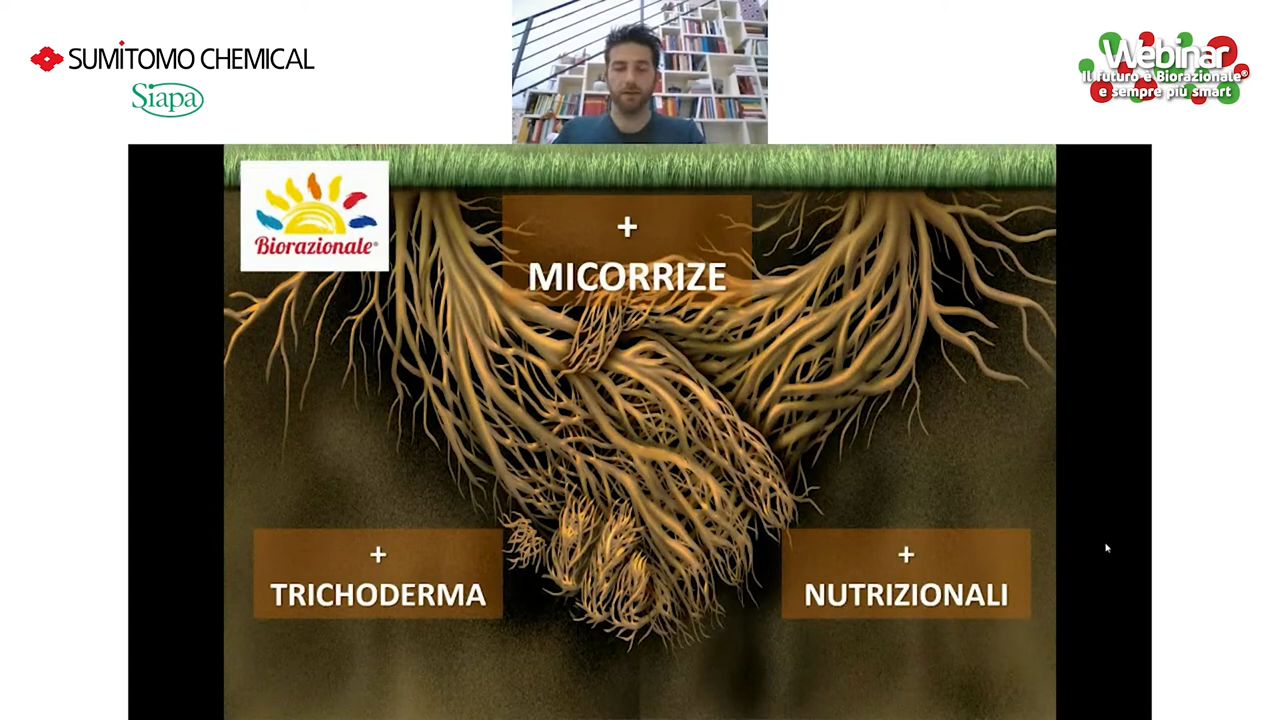 SUMITOMO CHEMICAL
Siapa
Webinar
Il futuro è Biorazionale®
e sempre più smart
Biorazionale®
+
MICORRIZE
+
TRICHODERMA
+
NUTRIZIONALI